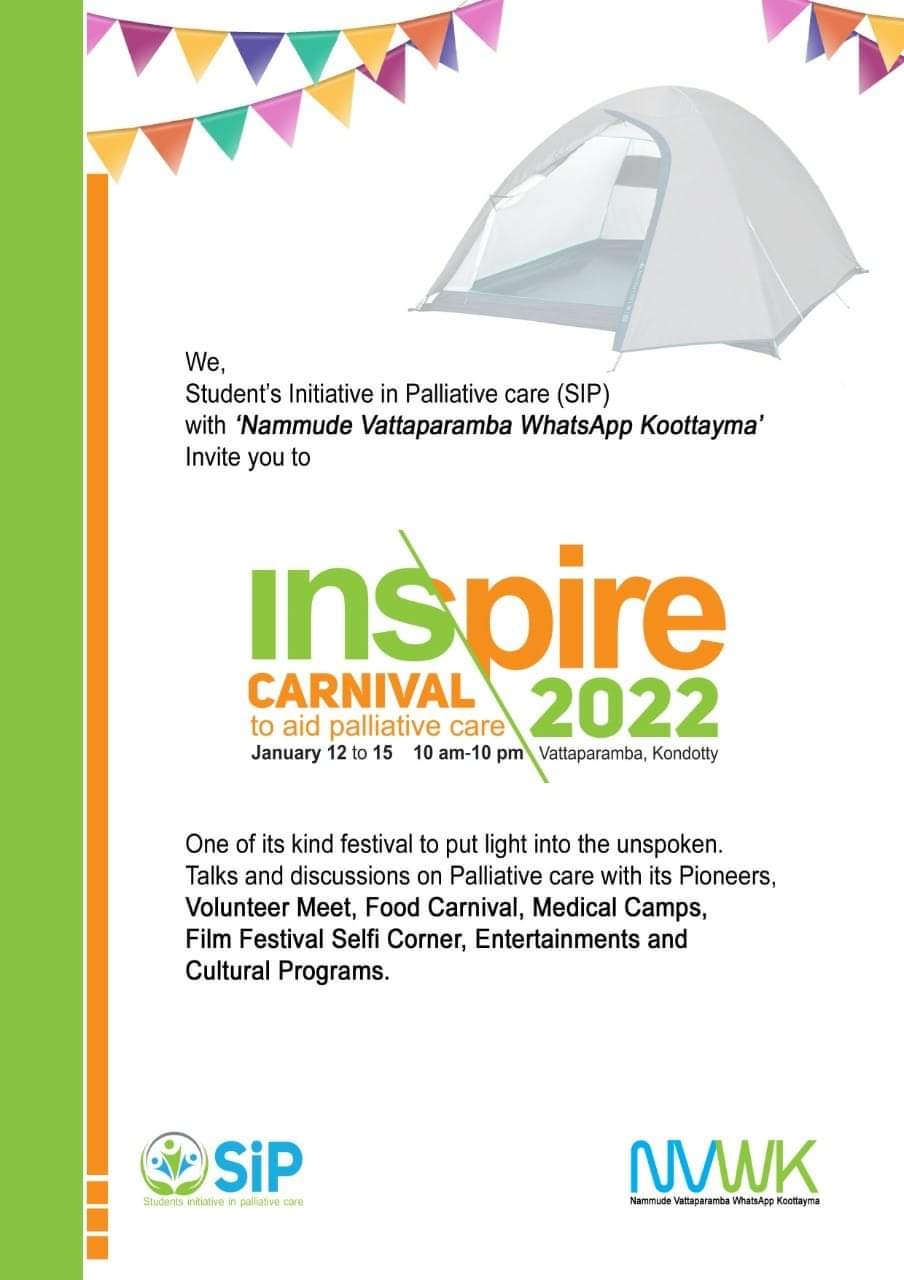 We,
Student's Initiative in Palliative care (SIP)
with 'Nammude Vattaparamba WhatsApp Koottayma'
Invite you to
inspire
CARNIVAL 2022
to aid palliative care
January 12 to 15 10 am-10 pm Vattaparamba, Kondotty
One of its kind festival to put light into the unspoken.
Talks and discussions on Palliative care with its Pioneers,
Volunteer Meet, Food Carnival, Medical Camps,
Film Festival Selfi Corner, Entertainments and
Cultural Programs.
SiP
Students initiative in palliative care
NVWK
Nammude Vattaparamba WhatsApp Koottayma